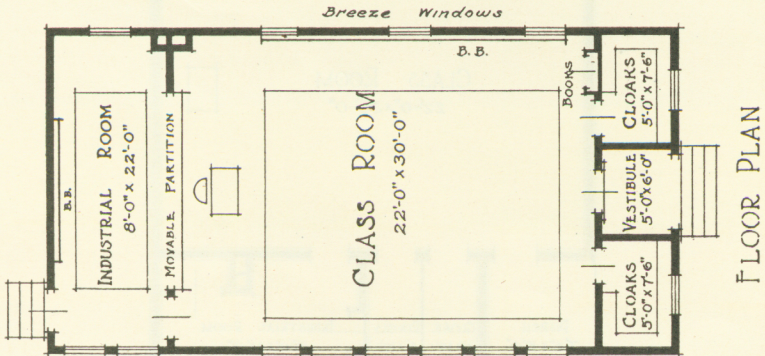 Breeze Windows
B.B.
B.B.
INDUSTRIAL ROOM
8'-0" x 22'-0"
MOVABLE PARTITION
CLASS ROOM
22'-0" x 30'-0"
BOOKS
CLOAKS
5'-0" x 7'-6"
VESTIBULE
5'-0" x 6'-0"
CLOAKS
5'-0" x 7'-6"
FLOOR PLAN